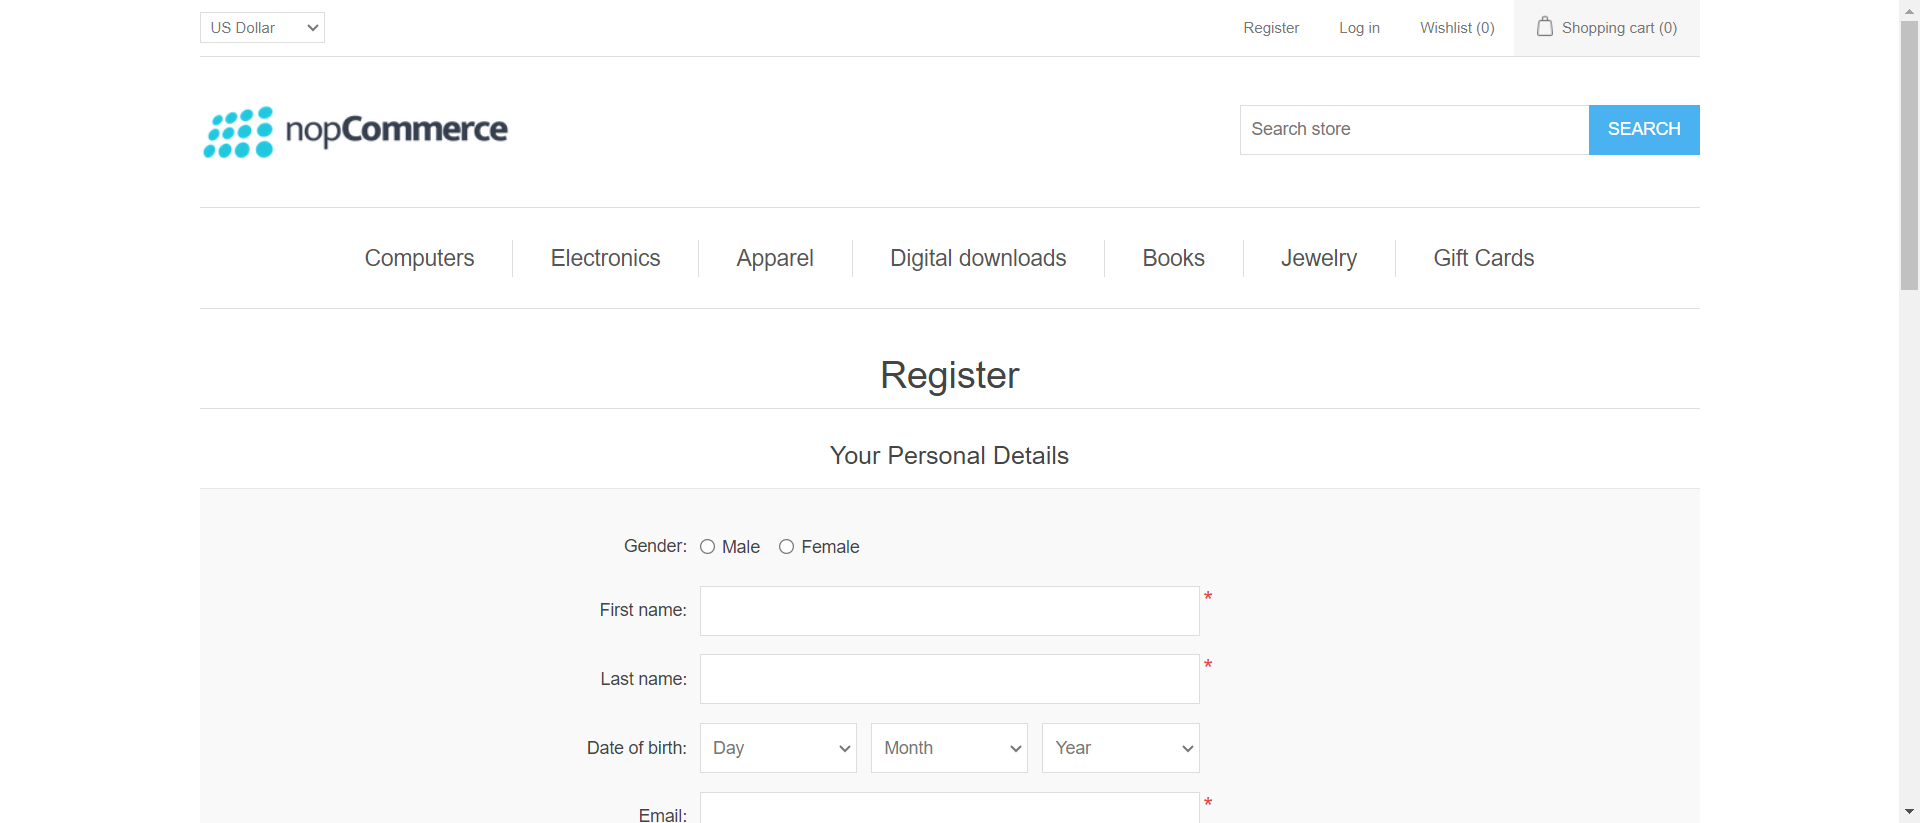 US Dollar
Register
Log in
Wishlist (0)
Shopping cart (0)
nopCommerce
Search store
SEARCH
Computers
Electronics
Apparel
Digital downloads
Books
Jewelry
Gift Cards
Register
Your Personal Details
Gender: Male Female
First name: *
Last name: *
Date of birth: Day Month Year
Email: *